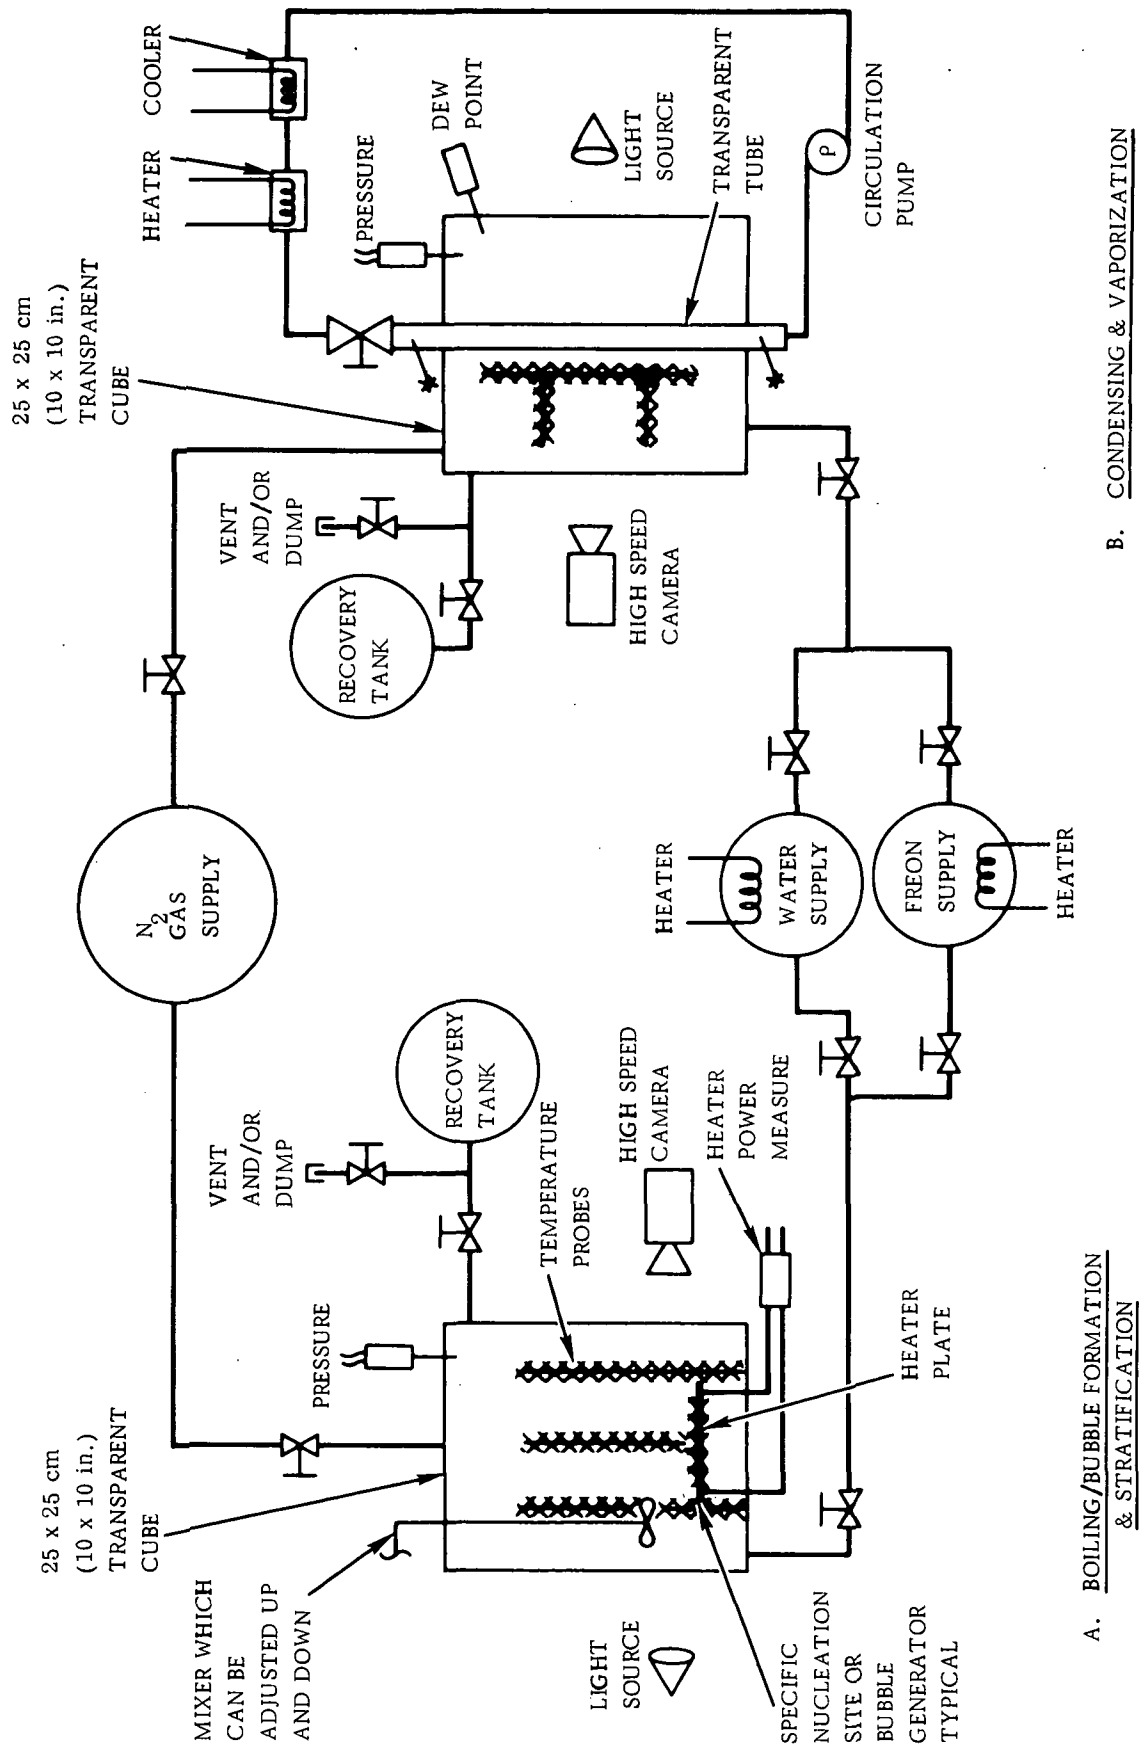 25 x 25 cm
(10 x 10 in.)
TRANSPARENT
CUBE
MIXER WHICH
CAN BE
ADJUSTED UP
AND DOWN
PRESSURE
VENT
AND/OR
DUMP
RECOVERY
TANK
TEMPERATURE
PROBES
HIGH SPEED
CAMERA
HEATER
POWER
MEASURE
LIGHT
SOURCE
SPECIFIC
NUCLEATION
SITE OR
BUBBLE
GENERATOR
TYPICAL
HEATER
PLATE
A. BOILING/BUBBLE FORMATION
& STRATIFICATION
N2
GAS
SUPPLY
HEATER
WATER
SUPPLY
FREON
SUPPLY
HEATER
25 x 25 cm
(10 x 10 in.)
TRANSPARENT
CUBE
HEATER
COOLER
VENT
AND/OR
DUMP
RECOVERY
TANK
PRESSURE
DEW
POINT
HIGH SPEED
CAMERA
LIGHT
SOURCE
TRANSPARENT
TUBE
P
CIRCULATION
PUMP
B. CONDENSING & VAPORIZATION